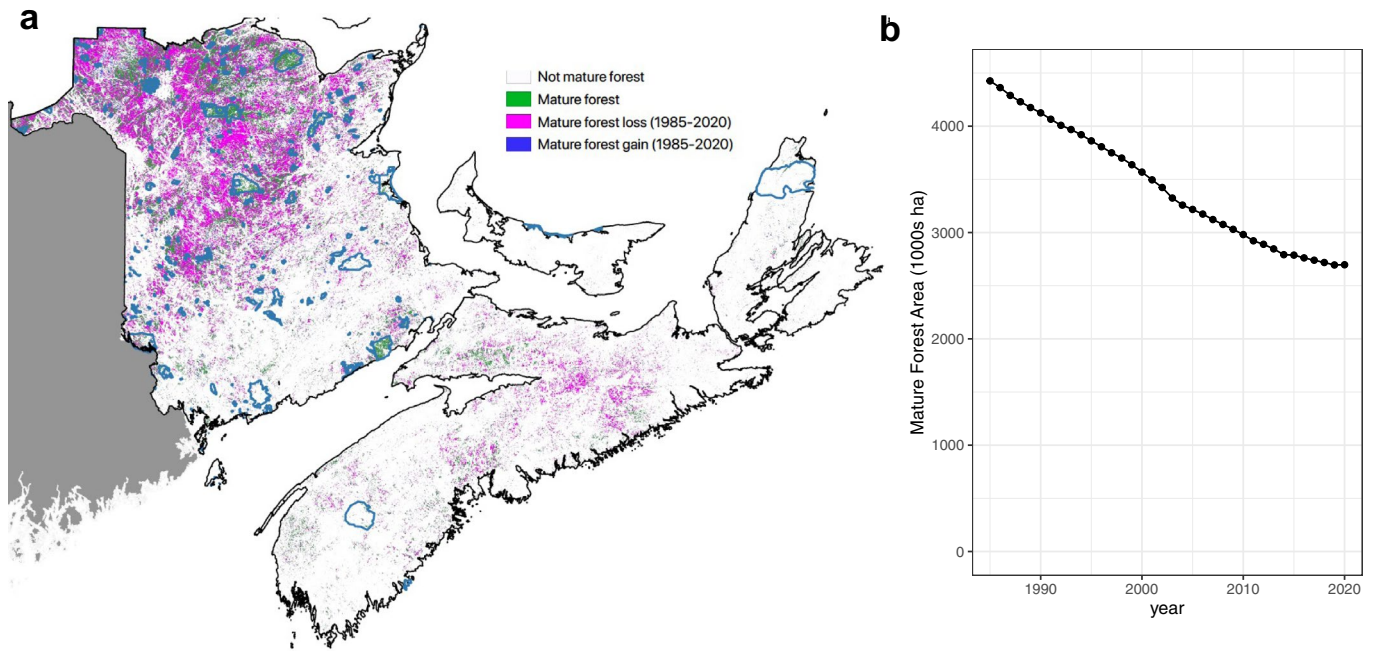 a
Not mature forest
Mature forest
Mature forest loss (1985-2020)
Mature forest gain (1985-2020)
b
Mature Forest Area (1000s ha)
4000
3000
2000
1000
0
1990 2000 2010 2020
year